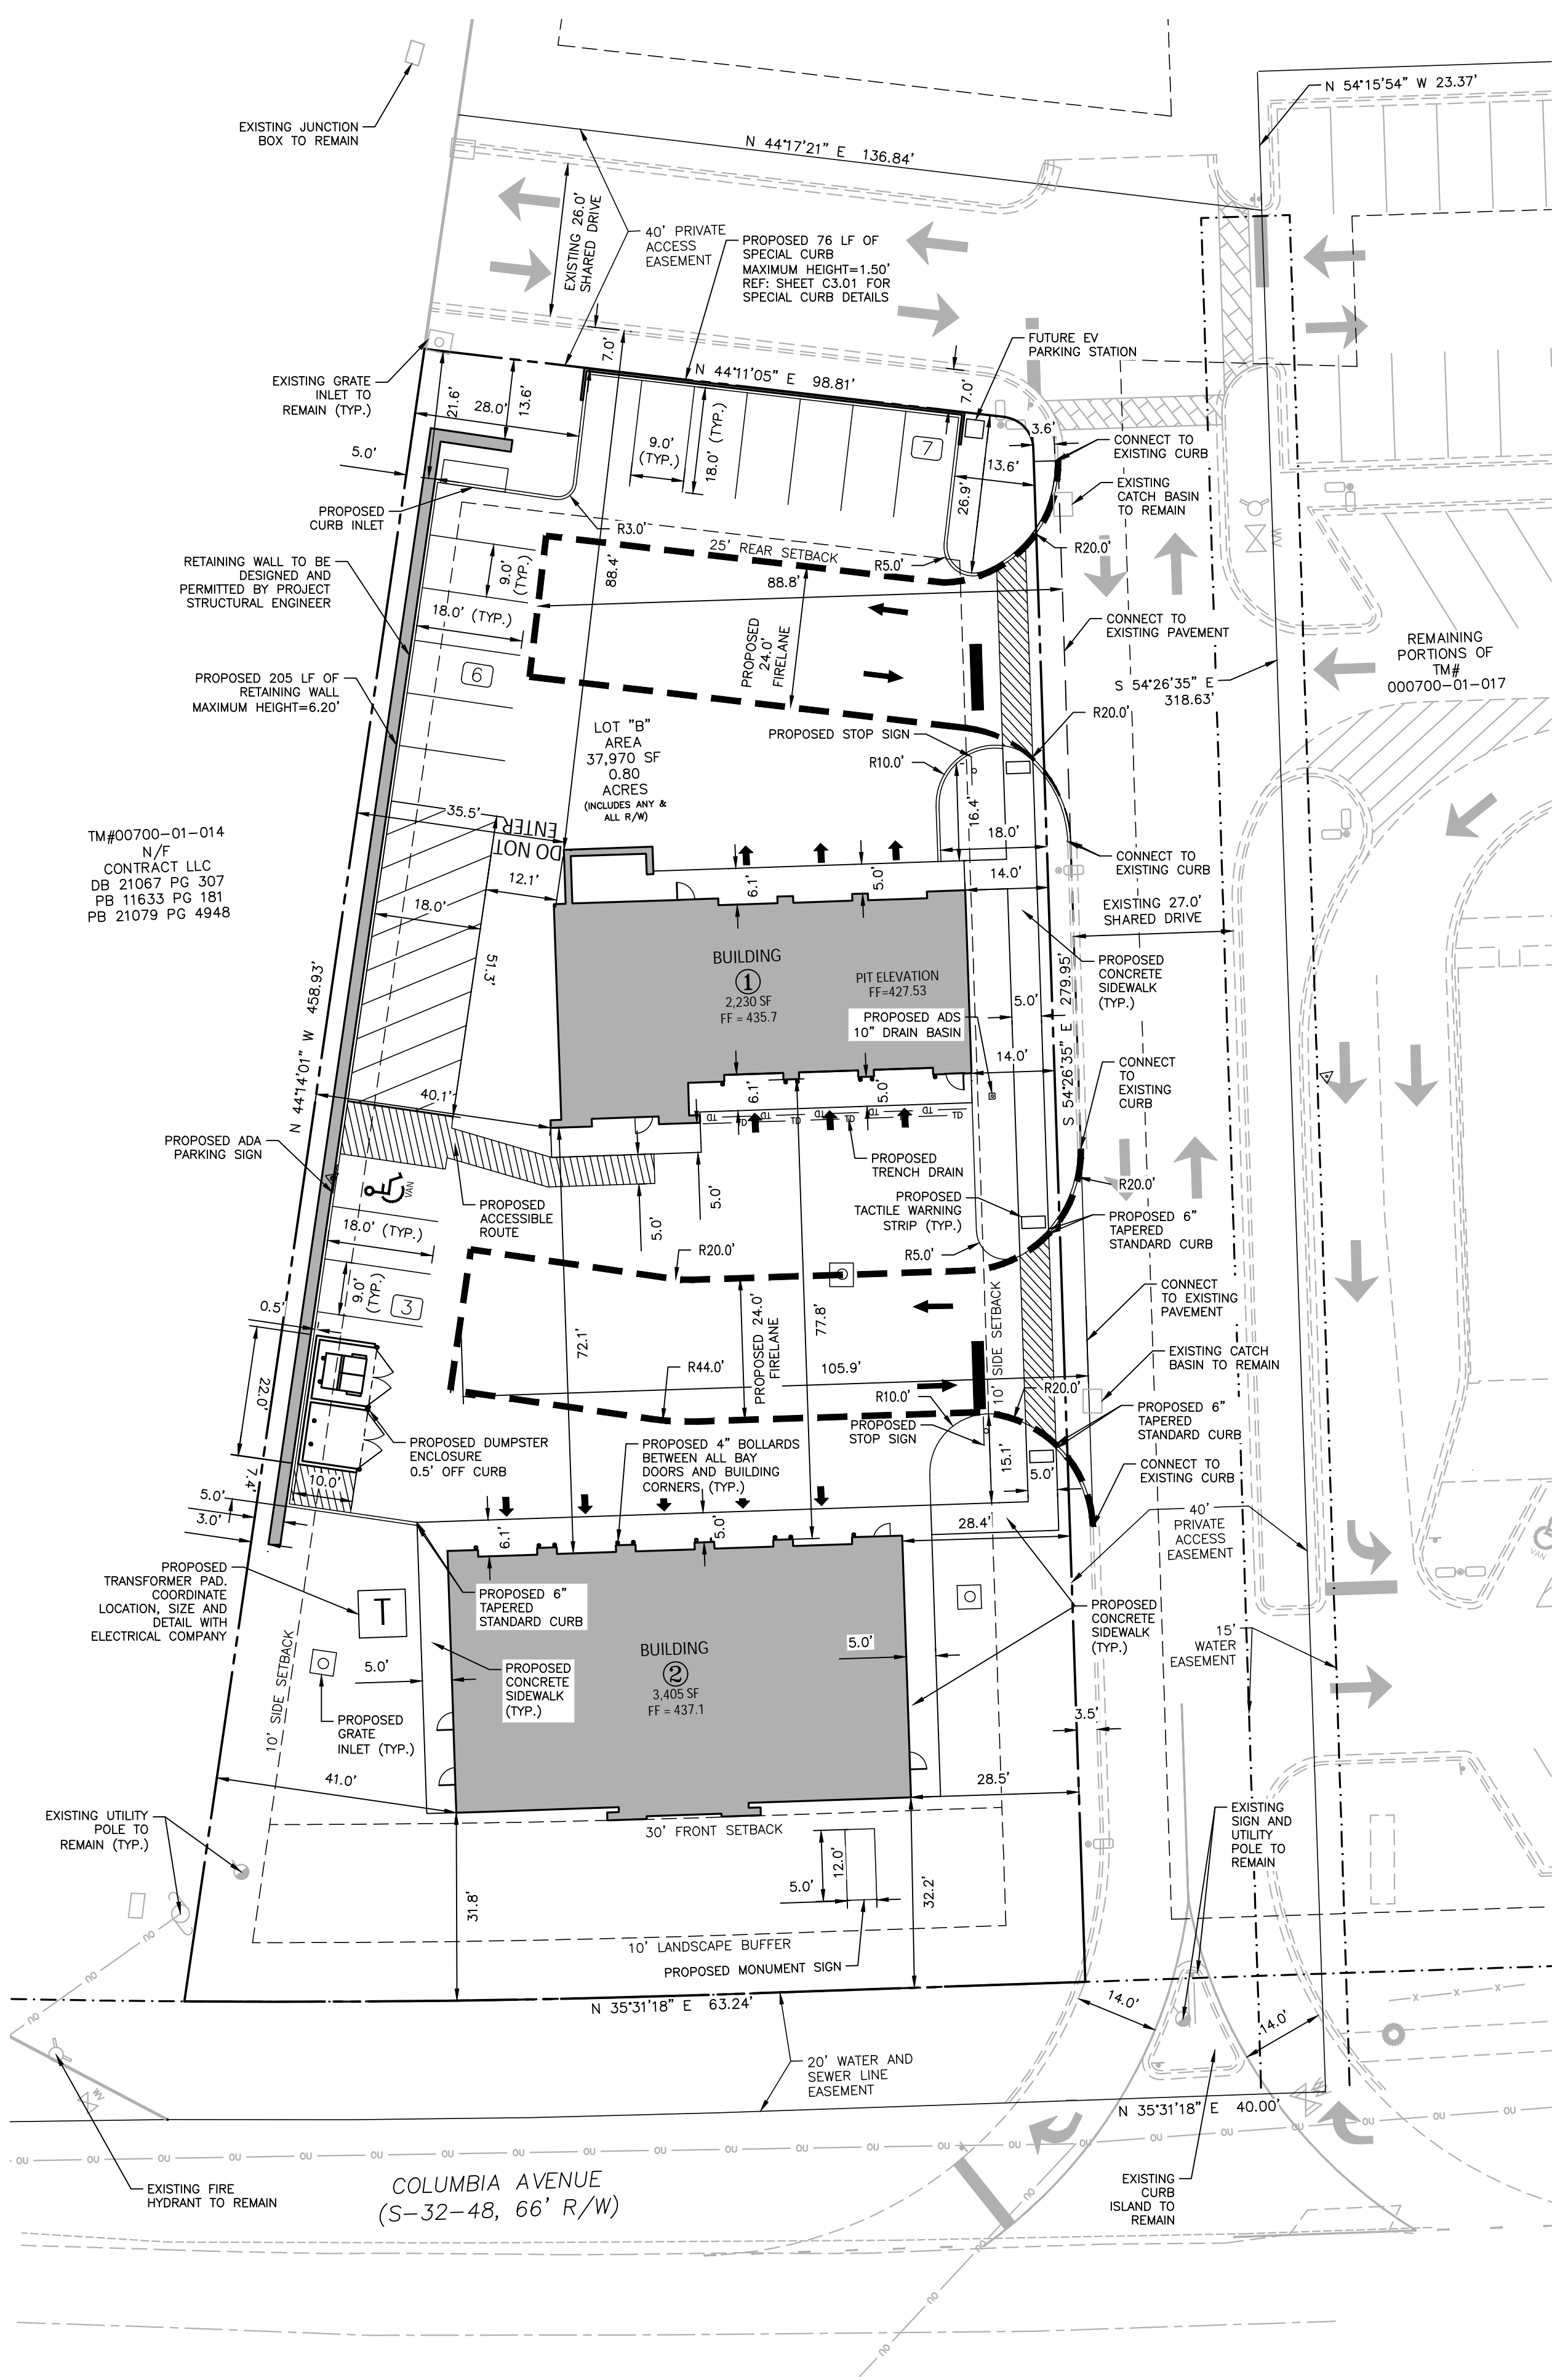 N 54°15'54" W 23.37'
EXISTING JUNCTION
BOX TO REMAIN
N 44°17'21" E 136.84'
EXISTING 26.0'
SHARED DRIVE
40' PRIVATE
ACCESS
EASEMENT
PROPOSED 76 LF OF
SPECIAL CURB
MAXIMUM HEIGHT=1.50'
REF: SHEET C3.01 FOR
SPECIAL CURB DETAILS
FUTURE EV
PARKING STATION
7.0'
N 44°11'05" E 98.81'
7.0'
EXISTING GRATE
INLET TO
REMAIN (TYP.)
21.6'
28.0'
13.6'
9.0'
(TYP.)
18.0' (TYP.)
7
3.6'
13.6'
26.9'
CONNECT TO
EXISTING CURB
5.0'
EXISTING
CATCH BASIN
TO REMAIN
PROPOSED
CURB INLET
R3.0'
25' REAR SETBACK
R5.0'
R20.0'
RETAINING WALL TO BE
DESIGNED AND
PERMITTED BY PROJECT
STRUCTURAL ENGINEER
9.0'
(TYP.)
18.0' (TYP.)
88.4'
88.8'
PROPOSED
24.0'
FIRELANE
CONNECT TO
EXISTING PAVEMENT
REMAINING
PORTIONS OF
TM#
000700-01-017
6
PROPOSED 205 LF OF
RETAINING WALL
MAXIMUM HEIGHT=6.20'
S 54°26'35" E
318.63'
R20.0'
LOT "B"
AREA
37,970 SF
0.80
ACRES
(INCLUDES ANY &
ALL R/W)
PROPOSED STOP SIGN
R10.0'
16.4'
18.0'
35.5'
DO NOT
ENTER
TM#00700-01-014
N/F
CONTRACT LLC
DB 21067 PG 307
PB 11633 PG 181
PB 21079 PG 4948
12.1'
18.0'
6.1'
5.0'
14.0'
CONNECT TO
EXISTING CURB
EXISTING 27.0'
SHARED DRIVE
51.3'
BUILDING
1
2,230 SF
FF = 435.7
PIT ELEVATION
FF=427.53
PROPOSED ADS
10" DRAIN BASIN
5.0'
PROPOSED
CONCRETE
SIDEWALK
(TYP.)
N 44°14'01" W 458.93'
S 54°26'35" E 279.95'
14.0'
40.1'
6.1'
5.0'
TD TD TD TD TD TD TD
CONNECT
TO
EXISTING
CURB
PROPOSED ADA
PARKING SIGN
VAN
PROPOSED
TRENCH DRAIN
PROPOSED
ACCESSIBLE
ROUTE
5.0'
5.0'
PROPOSED
TACTILE WARNING
STRIP (TYP.)
R20.0'
18.0' (TYP.)
R20.0'
R5.0'
PROPOSED 6"
TAPERED
STANDARD CURB
9.0'
(TYP.)
3
0.5'
CONNECT
TO EXISTING
PAVEMENT
72.1'
77.8'
PROPOSED 24.0'
FIRELANE
10' SIDE SETBACK
EXISTING CATCH
BASIN TO REMAIN
22.0'
R44.0'
105.9'
R10.0'
R20.0'
PROPOSED
STOP SIGN
PROPOSED 6"
TAPERED
STANDARD CURB
PROPOSED DUMPSTER
ENCLOSURE
0.5' OFF CURB
PROPOSED 4" BOLLARDS
BETWEEN ALL BAY
DOORS AND BUILDING
CORNERS (TYP.)
15.1'
5.0'
CONNECT TO
EXISTING CURB
7.4'
10.0'
5.0'
3.0'
6.1'
5.0'
28.4'
40'
PRIVATE
ACCESS
EASEMENT
VAN
PROPOSED
TRANSFORMER PAD.
COORDINATE
LOCATION, SIZE AND
DETAIL WITH
ELECTRICAL COMPANY
T
PROPOSED 6"
TAPERED
STANDARD CURB
PROPOSED
CONCRETE
SIDEWALK
(TYP.)
15'
WATER
EASEMENT
10' SIDE SETBACK
5.0'
PROPOSED
CONCRETE
SIDEWALK
(TYP.)
BUILDING
2
3,405 SF
FF = 437.1
5.0'
PROPOSED
GRATE
INLET (TYP.)
3.5'
41.0'
28.5'
EXISTING UTILITY
POLE TO
REMAIN (TYP.)
30' FRONT SETBACK
EXISTING
SIGN AND
UTILITY
POLE TO
REMAIN
12.0'
5.0'
31.8'
32.2'
10' LANDSCAPE BUFFER
PROPOSED MONUMENT SIGN
N 35°31'18" E 63.24'
14.0'
14.0'
20' WATER AND
SEWER LINE
EASEMENT
N 35°31'18" E 40.00'
EXISTING FIRE
HYDRANT TO REMAIN
COLUMBIA AVENUE
(S-32-48, 66' R/W)
EXISTING
CURB
ISLAND TO
REMAIN